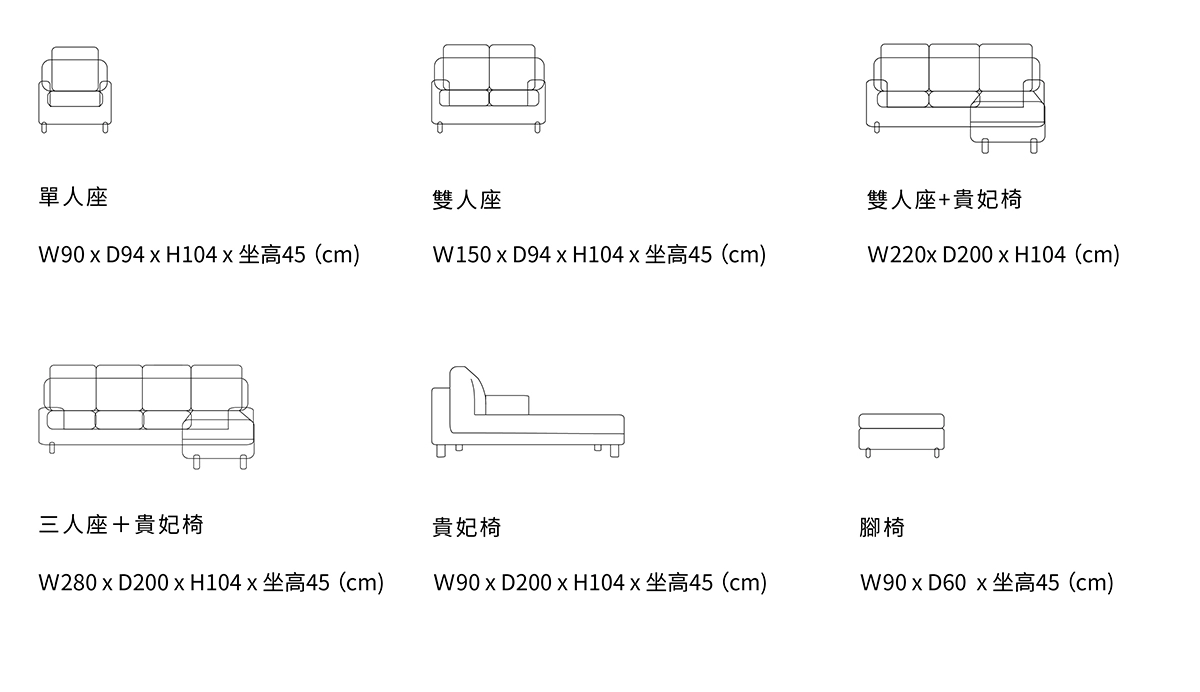 單人座
雙人座
雙人座+貴妃椅
W90 x D94 x H104 x 坐高45（cm)
W150 x D94 x H104 x 坐高45（cm)
W220x D200 x H104（cm)
三人座＋貴妃椅
貴妃椅
腳椅
W280 x D200 x H104 x 坐高45（cm)
W90 x D200 x H104 x 坐高45（cm)
W90 x D60  x 坐高45（cm)